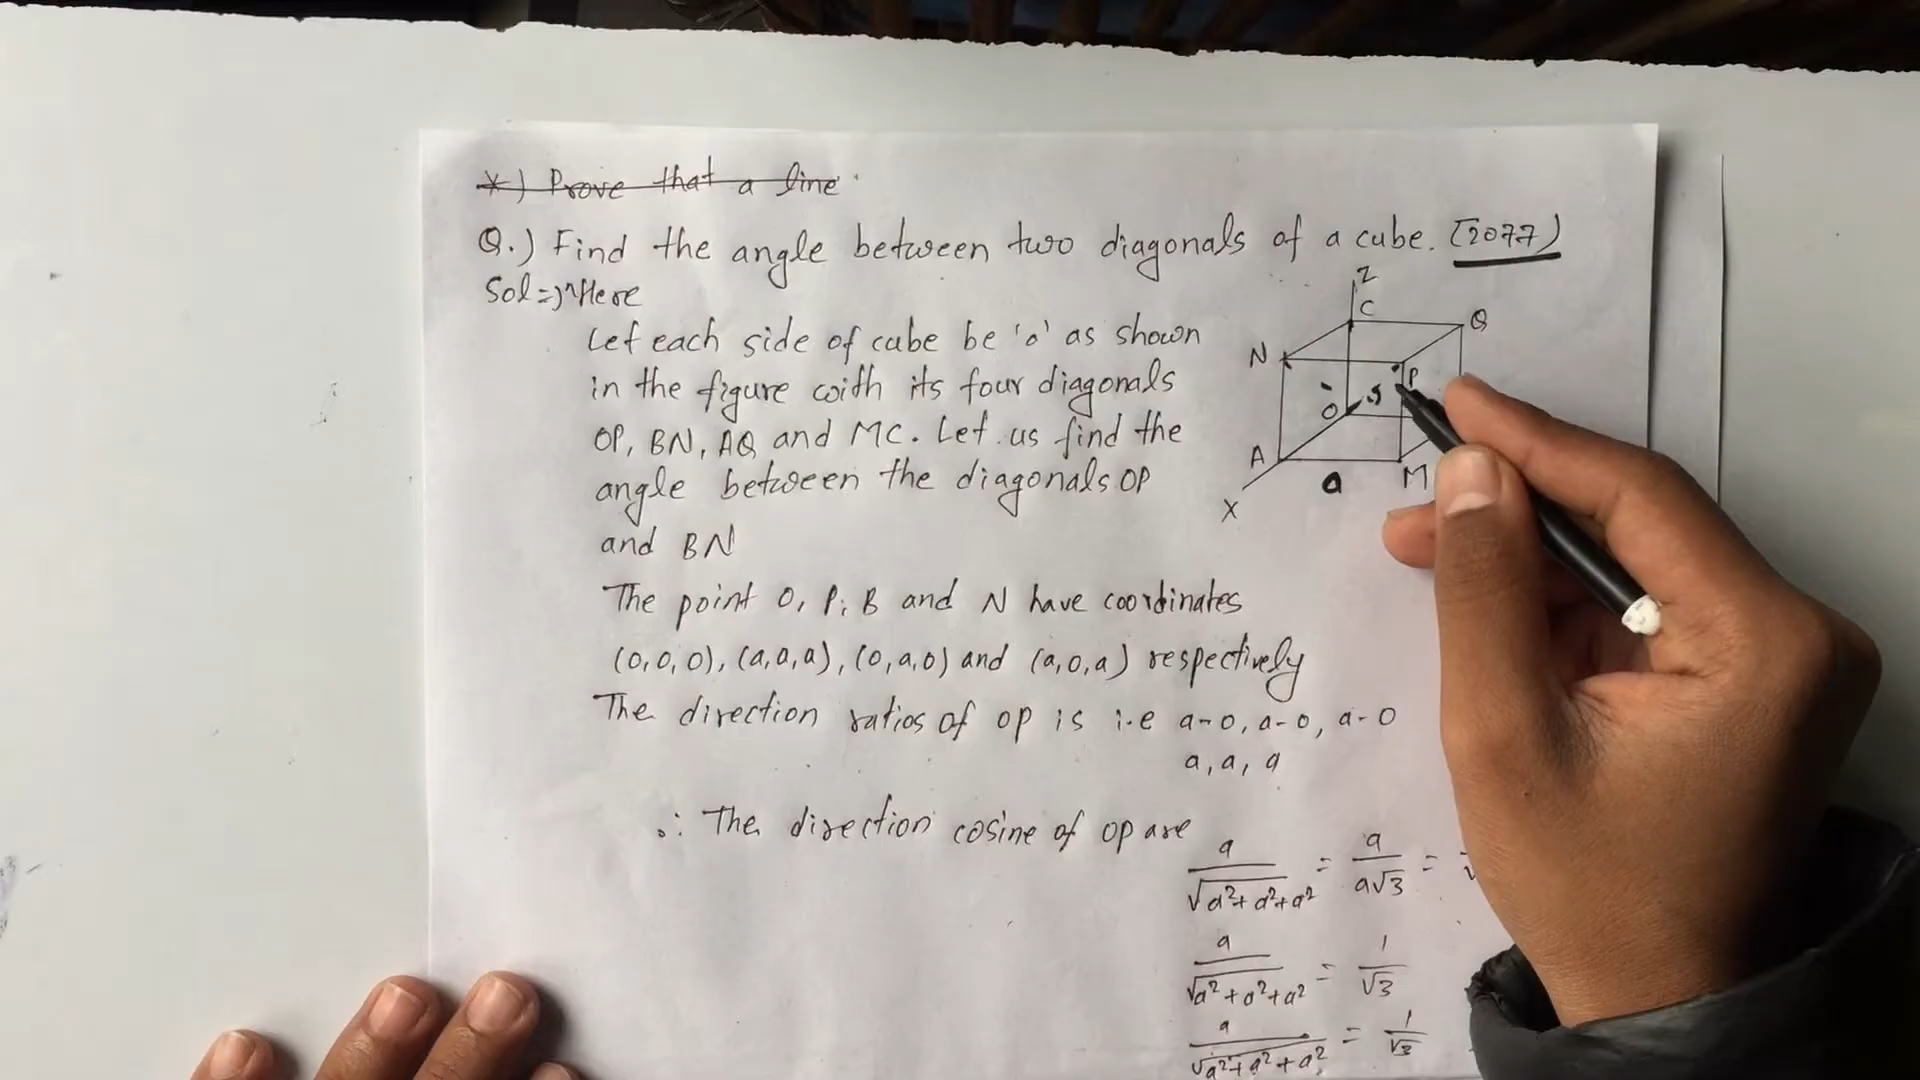 *) Prove that a line
Q.) Find the angle between two diagonals of a cube. [2077)
Sol=) Here
Let each side of cube be 'a' as shown
in the figure with its four diagonals
OP, BN, AQ and MC. Let us find the
angle between the diagonals OP
and BN
The point O, P, B and N have coordinates
(0,0,0), (a,a,a), (0,a,0) and (a,0,a) respectively
The direction ratios of op is i.e a-0, a-0, a-0
a, a, a
∴ The direction cosine of op are
a/√a²+a²+a² = a/a√3 =
a/√a²+a²+a² = 1/√3
a/√a²+a²+a² = 1/√3
Z
C
Q
N
P
O
A
a
M
X